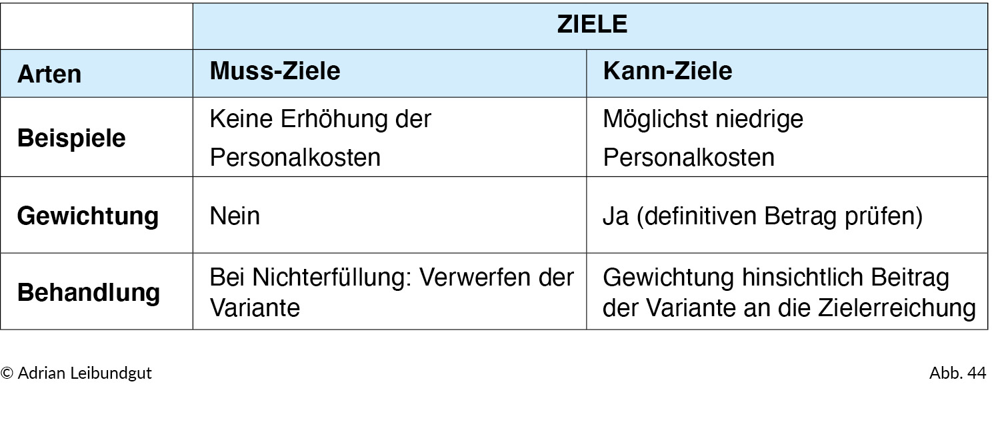 ZIELE
Arten
Muss-Ziele
Kann-Ziele
Beispiele
Keine Erhöhung der
Personalkosten
Möglichst niedrige
Personalkosten
Gewichtung
Nein
Ja (definitiven Betrag prüfen)
Behandlung
Bei Nichterfüllung: Verwerfen der
Variante
Gewichtung hinsichtlich Beitrag
der Variante an die Zielerreichung
© Adrian Leibundgut
Abb. 44